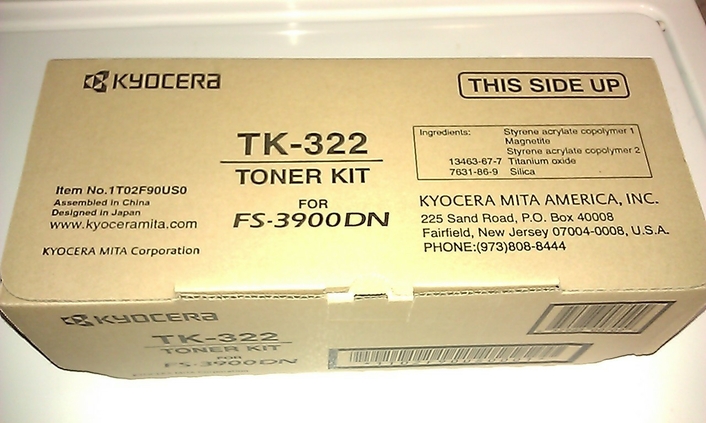 KYOCERA
THIS SIDE UP
TK-322
TONER KIT
FOR
FS-3900DN
Ingredients: Styrene acrylate copolymer 1
Magnetite
Styrene acrylate copolymer 2
13463-67-7 Titanium oxide
7631-86-9 Silica
Item No.1T02F90US0
Assembled in China
Designed in Japan
www.kyoceramita.com
KYOCERA MITA Corporation
KYOCERA MITA AMERICA, INC.
225 Sand Road, P.O. Box 40008
Fairfield, New Jersey 07004-0008, U.S.A.
PHONE:(973)808-8444
KYOCERA
TK-322
TONER KIT
FOR
FS-3900DN
KYOCERA MITA Corporation